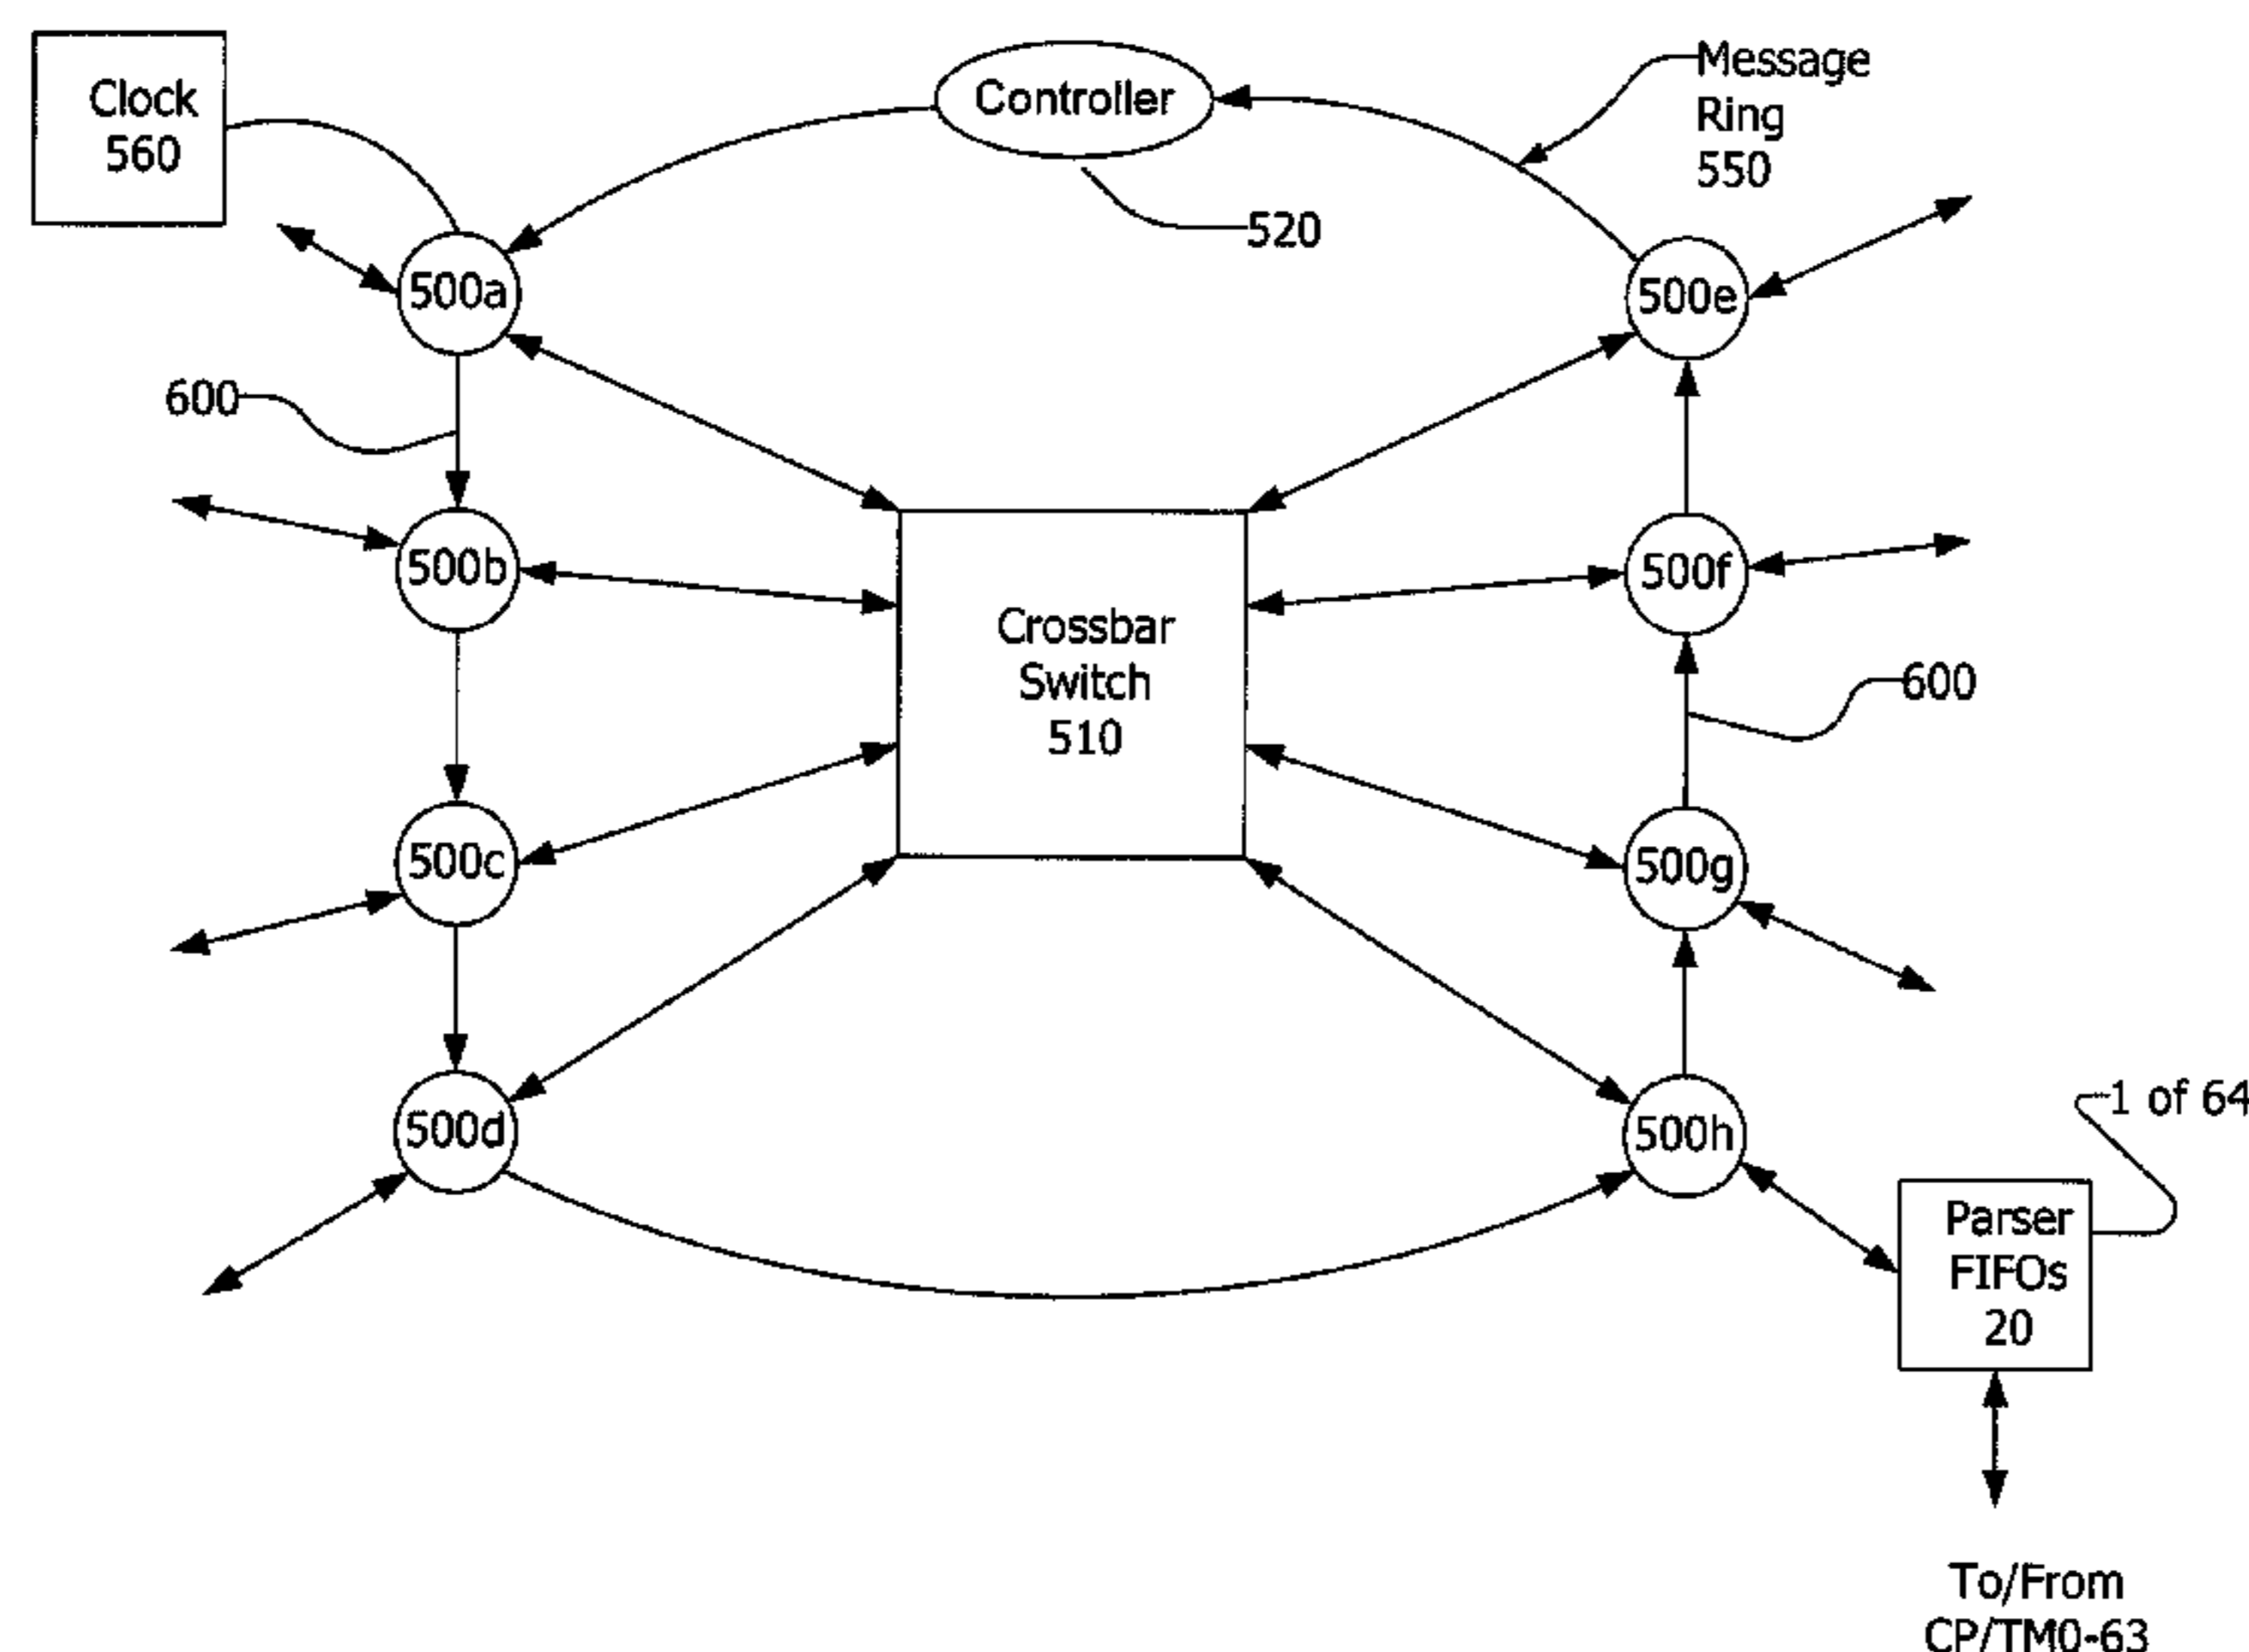 Clock
560
Controller
Message
Ring
550
520
500a
500e
600
500b
500f
Crossbar
Switch
510
600
500c
500g
500d
500h
1 of 64
Parser
FIFOs
20
To/From
CP/TM0-63